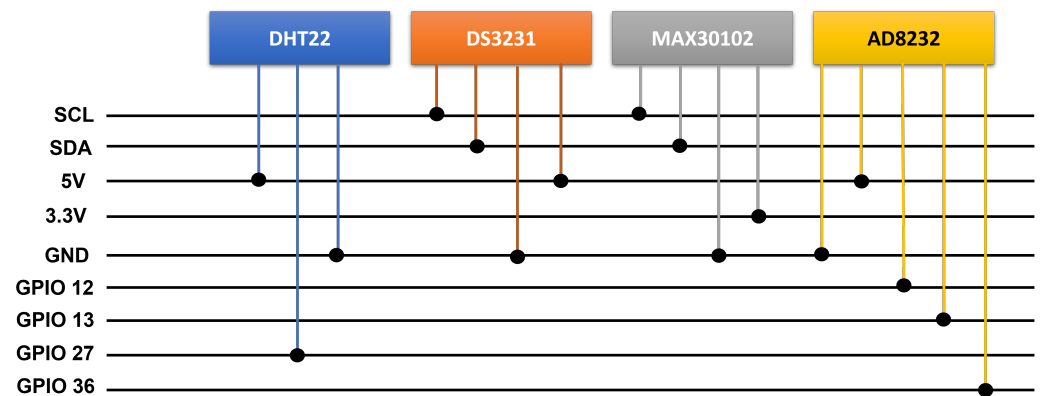 DHT22
DS3231
MAX30102
AD8232
SCL
SDA
5V
3.3V
GND
GPIO 12
GPIO 13
GPIO 27
GPIO 36